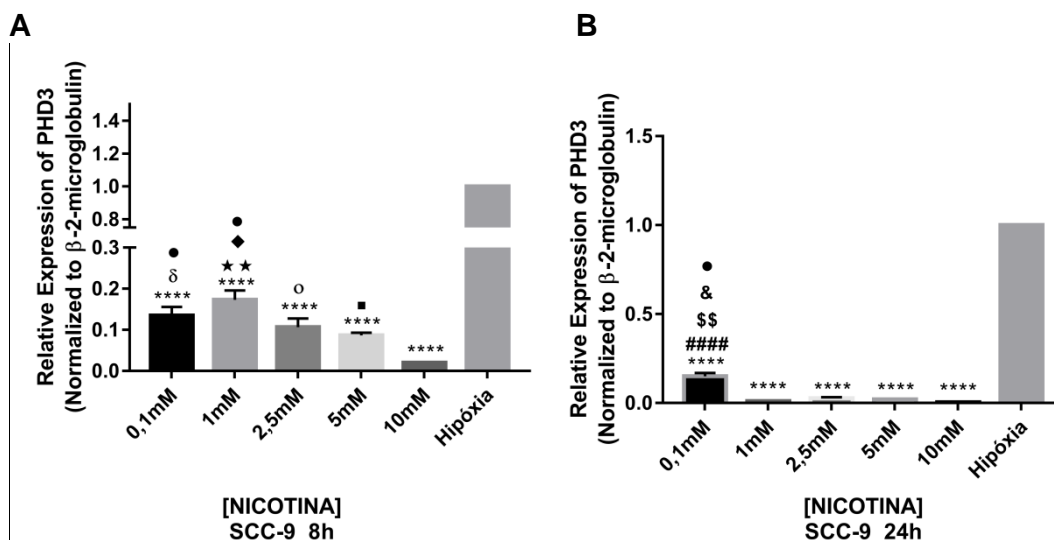 A
Relative Expression of PHD3
(Normalized to β-2-microglobulin)
1.4
1.2
1.0
0.8
0.3
0.2
0.1
0.0
●
δ
****
●
◆
★★
****
ο
****
■
****
****
0,1mM
1mM
2,5mM
5mM
10mM
Hipóxia
[NICOTINA]
SCC-9 8h
B
Relative Expression of PHD3
(Normalized to β-2-microglobulin)
1.5
1.0
0.5
0.0
●
&
$$
####
****
****
****
****
****
0,1mM
1mM
2,5mM
5mM
10mM
Hipóxia
[NICOTINA]
SCC-9 24h